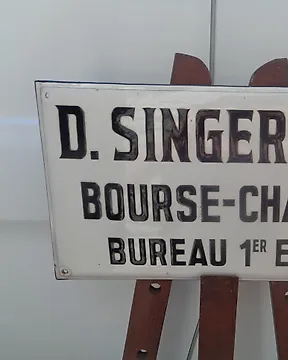 D. SINGER
BOURSE-CHA
BUREAU 1ER E